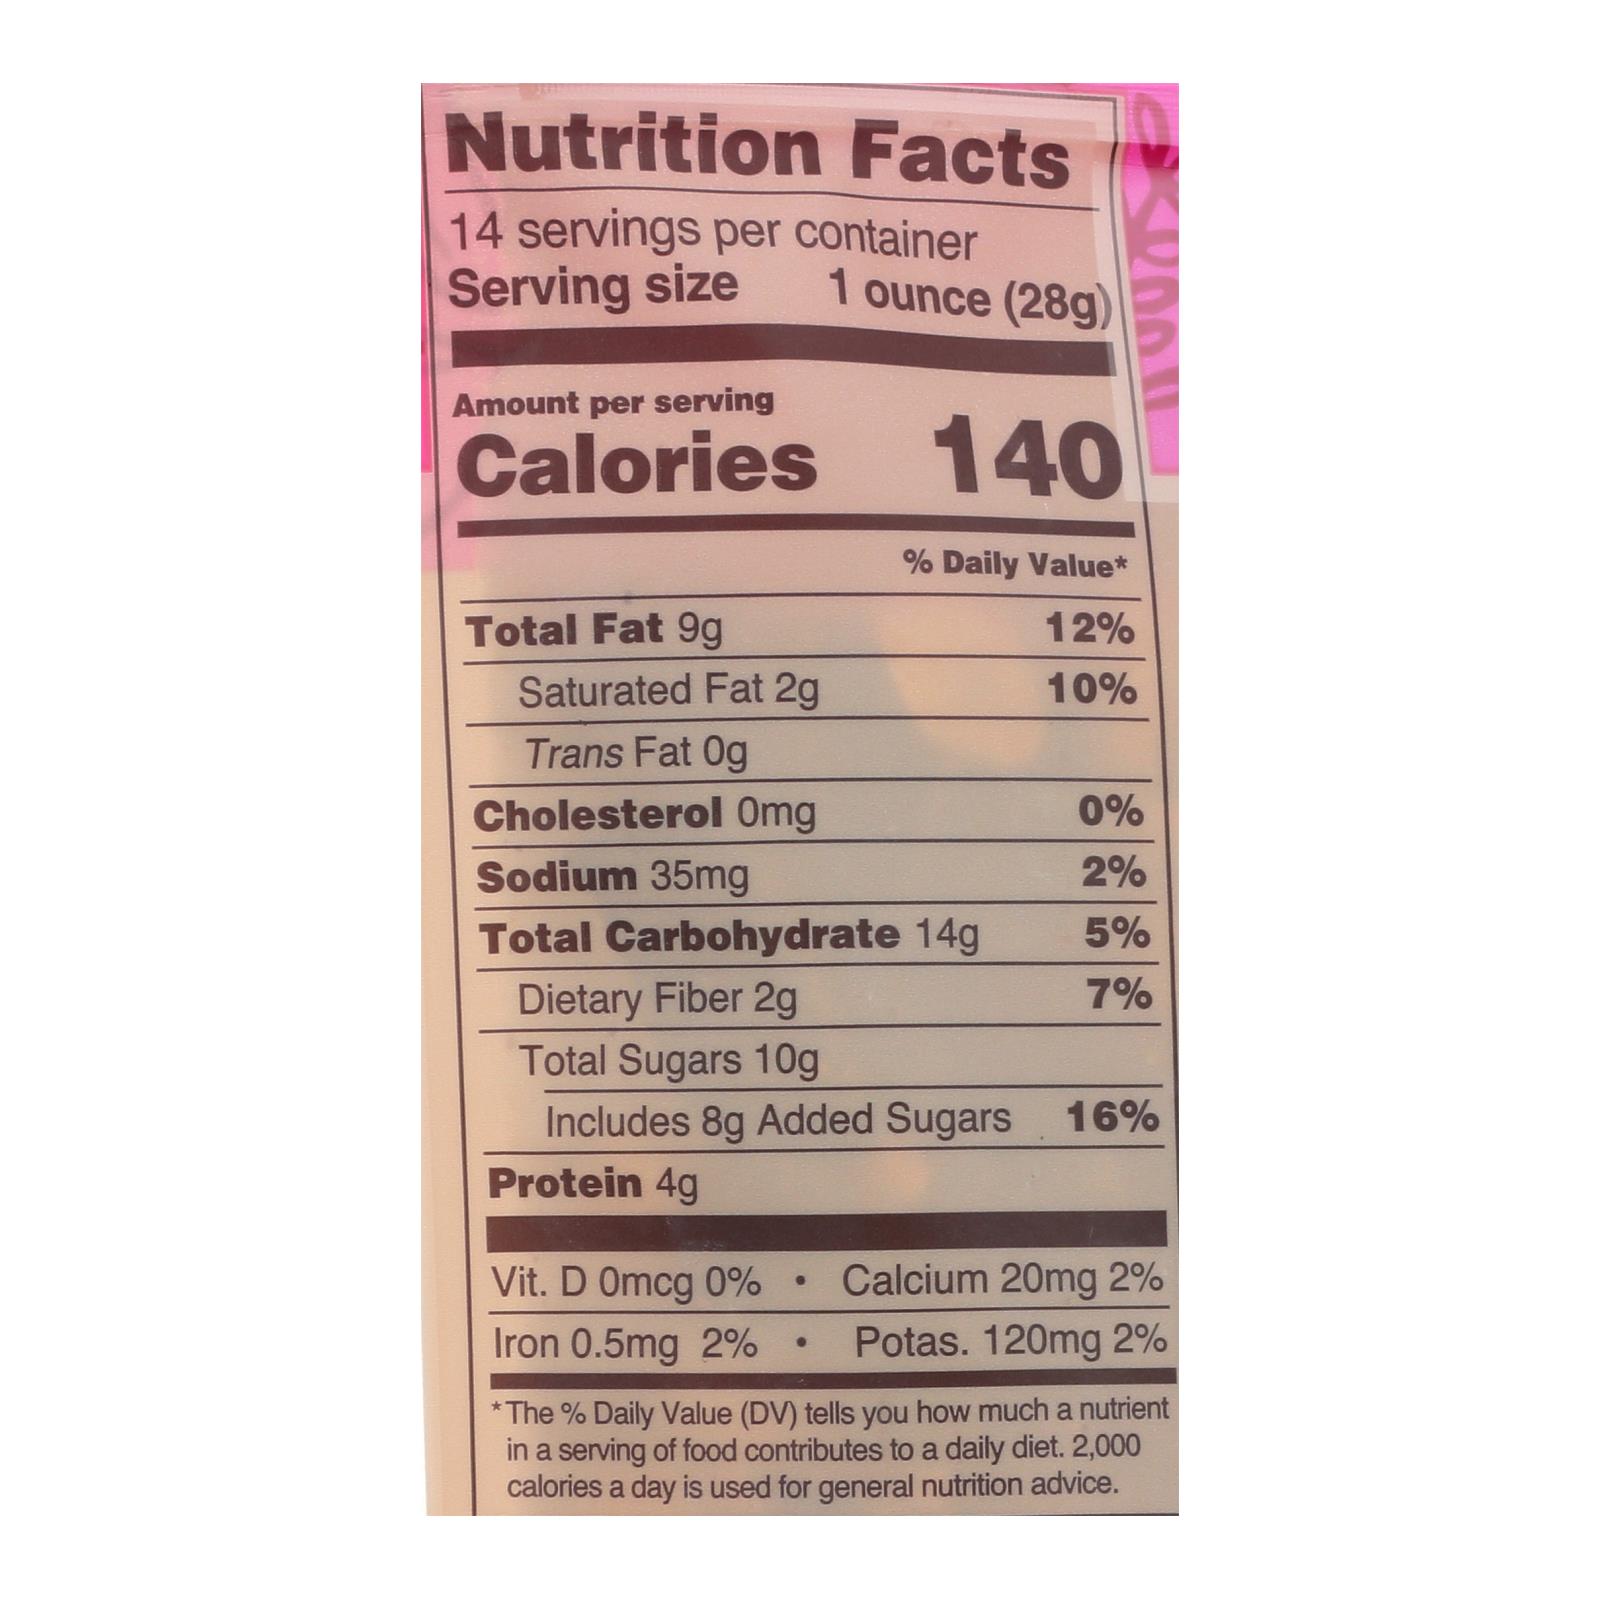 Nutrition Facts
14 servings per container
Serving size 1 ounce (28g)
Amount per serving
Calories 140
% Daily Value*
Total Fat 9g 12%
Saturated Fat 2g 10%
Trans Fat 0g
Cholesterol 0mg 0%
Sodium 35mg 2%
Total Carbohydrate 14g 5%
Dietary Fiber 2g 7%
Total Sugars 10g
Includes 8g Added Sugars 16%
Protein 4g
Vit. D 0mcg 0% • Calcium 20mg 2%
Iron 0.5mg 2% • Potas. 120mg 2%
*The % Daily Value (DV) tells you how much a nutrient
in a serving of food contributes to a daily diet. 2,000
calories a day is used for general nutrition advice.